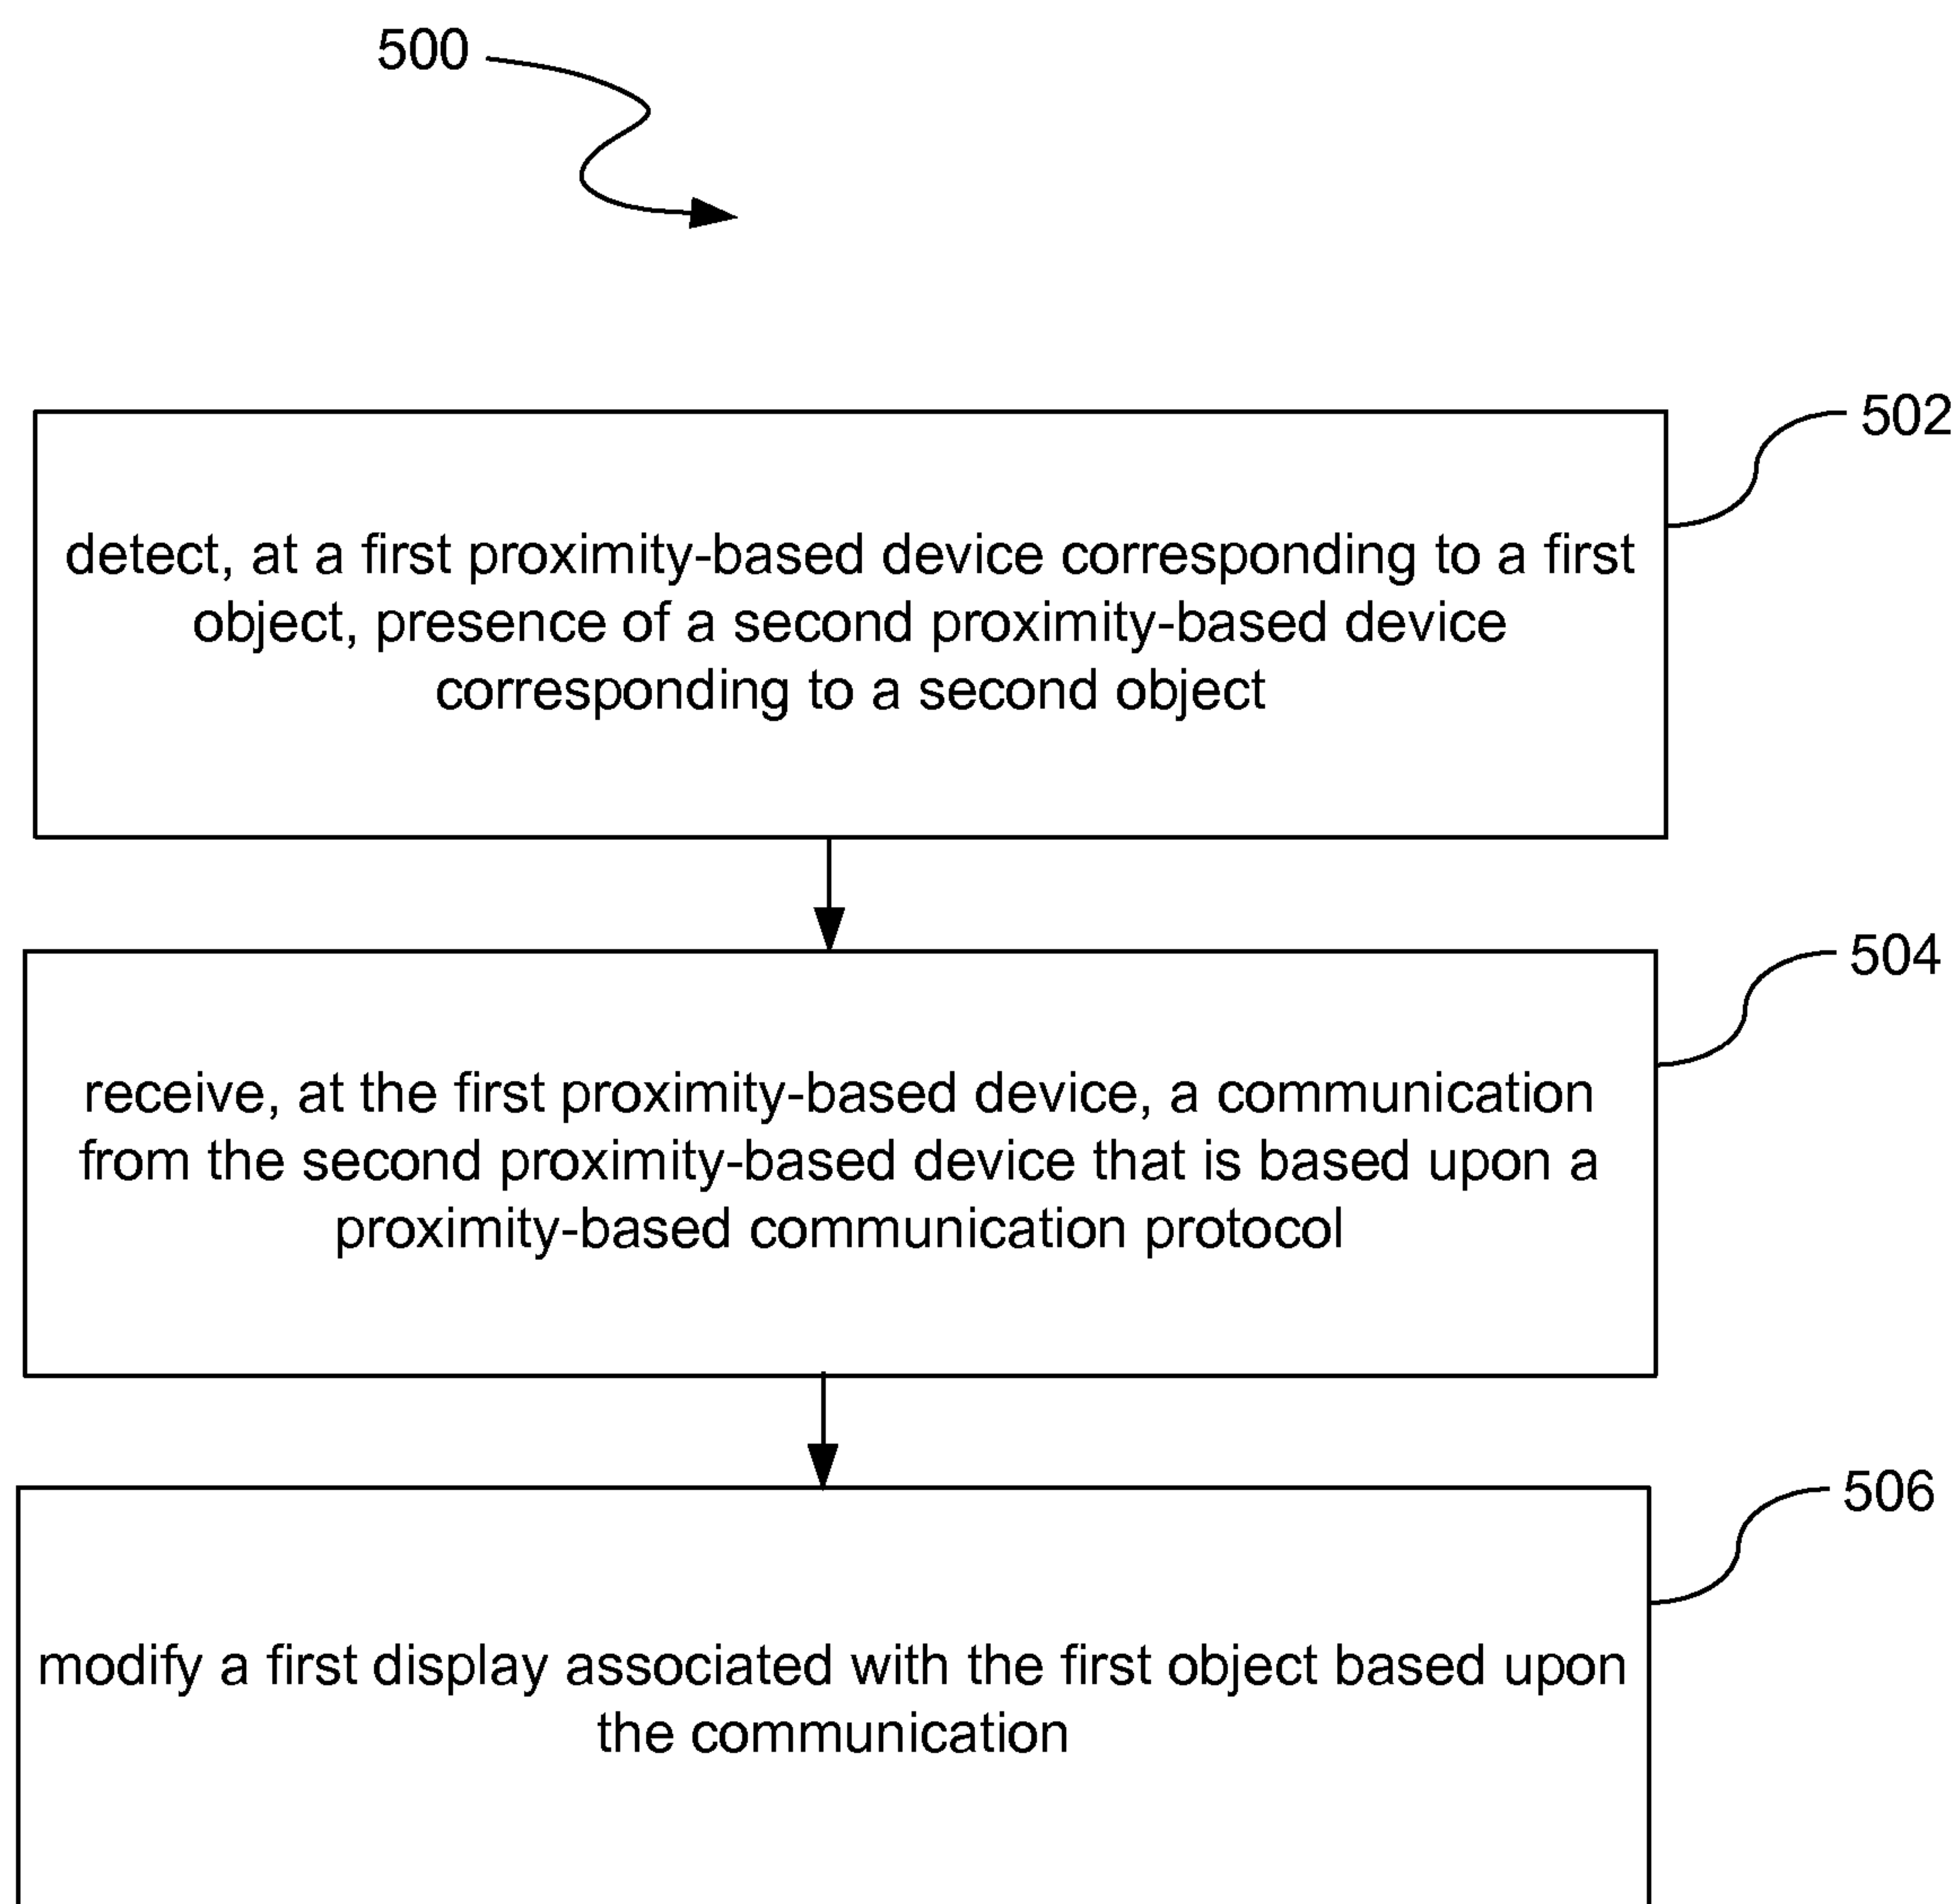 500
502
detect, at a first proximity-based device corresponding to a first
object, presence of a second proximity-based device
corresponding to a second object
504
receive, at the first proximity-based device, a communication
from the second proximity-based device that is based upon a
proximity-based communication protocol
506
modify a first display associated with the first object based upon
the communication